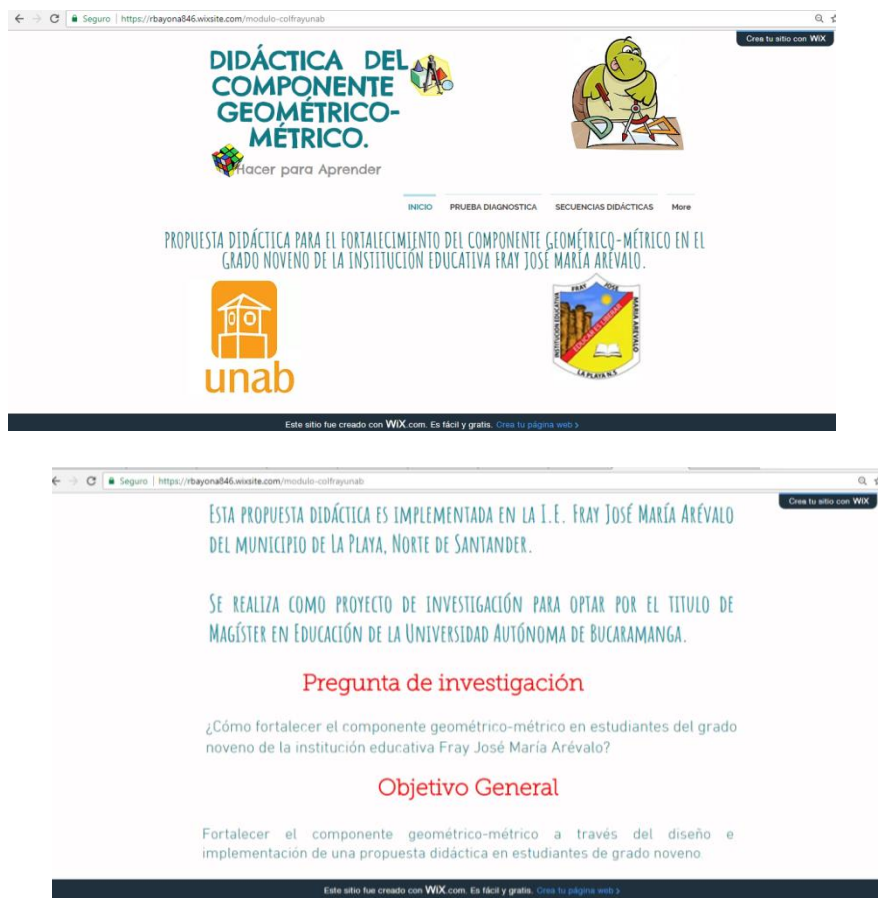 Seguro | https://rbayona846.wixsite.com/modulo-colfrayunab
Crea tu sitio con WiX
DIDÁCTICA DEL
COMPONENTE
GEOMÉTRICO-
MÉTRICO.
Hacer para Aprender
INICIO PRUEBA DIAGNOSTICA SECUENCIAS DIDÁCTICAS More
PROPUESTA DIDÁCTICA PARA EL FORTALECIMIENTO DEL COMPONENTE GEOMÉTRICO-MÉTRICO EN EL
GRADO NOVENO DE LA INSTITUCIÓN EDUCATIVA FRAY JOSÉ MARÍA ARÉVALO.
unab
FRAY JOSE
INSTITUCION EDUCATIVA
MARIA AREVALO
EDUCAR ES LIBERAR
LA PLAYA N.S
Este sitio fue creado con WiX.com. Es fácil y gratis. Crea tu página web >
Seguro | https://rbayona846.wixsite.com/modulo-colfrayunab
Crea tu sitio con WiX
ESTA PROPUESTA DIDÁCTICA ES IMPLEMENTADA EN LA I.E. FRAY JOSÉ MARÍA ARÉVALO
DEL MUNICIPIO DE LA PLAYA, NORTE DE SANTANDER.
SE REALIZA COMO PROYECTO DE INVESTIGACIÓN PARA OPTAR POR EL TITULO DE
MAGÍSTER EN EDUCACIÓN DE LA UNIVERSIDAD AUTÓNOMA DE BUCARAMANGA.
Pregunta de investigación
¿Cómo fortalecer el componente geométrico-métrico en estudiantes del grado
noveno de la institución educativa Fray José María Arévalo?
Objetivo General
Fortalecer el componente geométrico-métrico a través del diseño e
implementación de una propuesta didáctica en estudiantes de grado noveno
Este sitio fue creado con WiX.com. Es fácil y gratis. Crea tu página web >